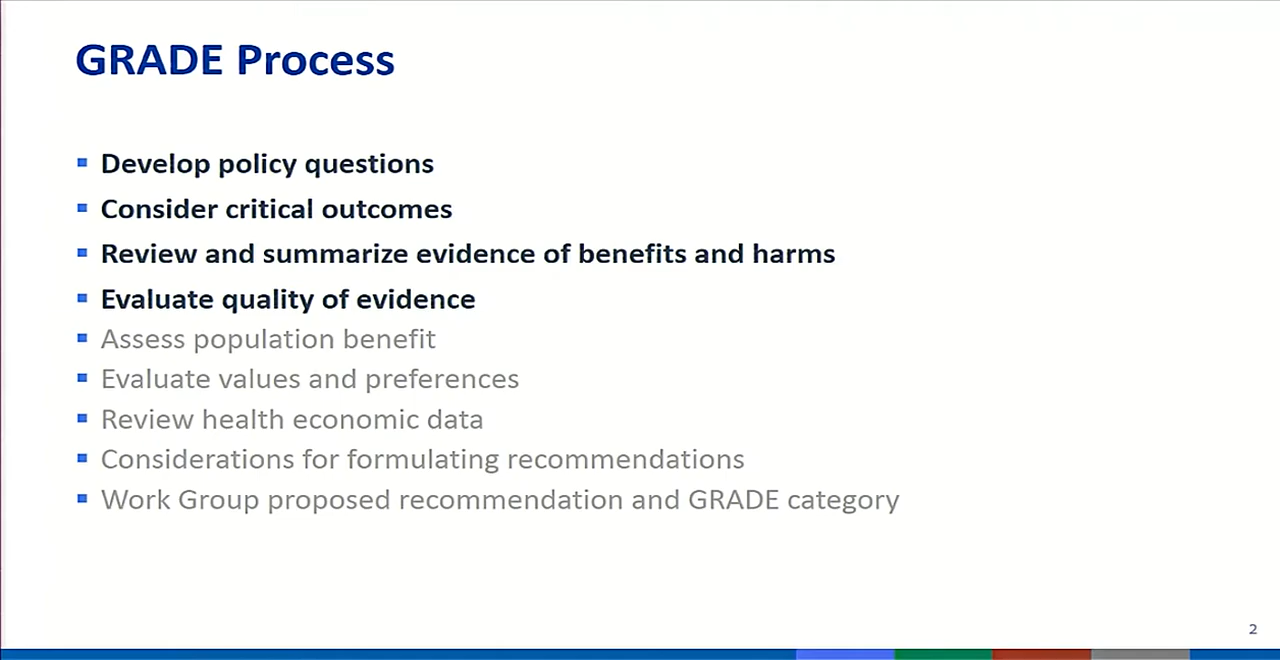 GRADE Process
Develop policy questions
Consider critical outcomes
Review and summarize evidence of benefits and harms
Evaluate quality of evidence
Assess population benefit
Evaluate values and preferences
Review health economic data
Considerations for formulating recommendations
Work Group proposed recommendation and GRADE category
2